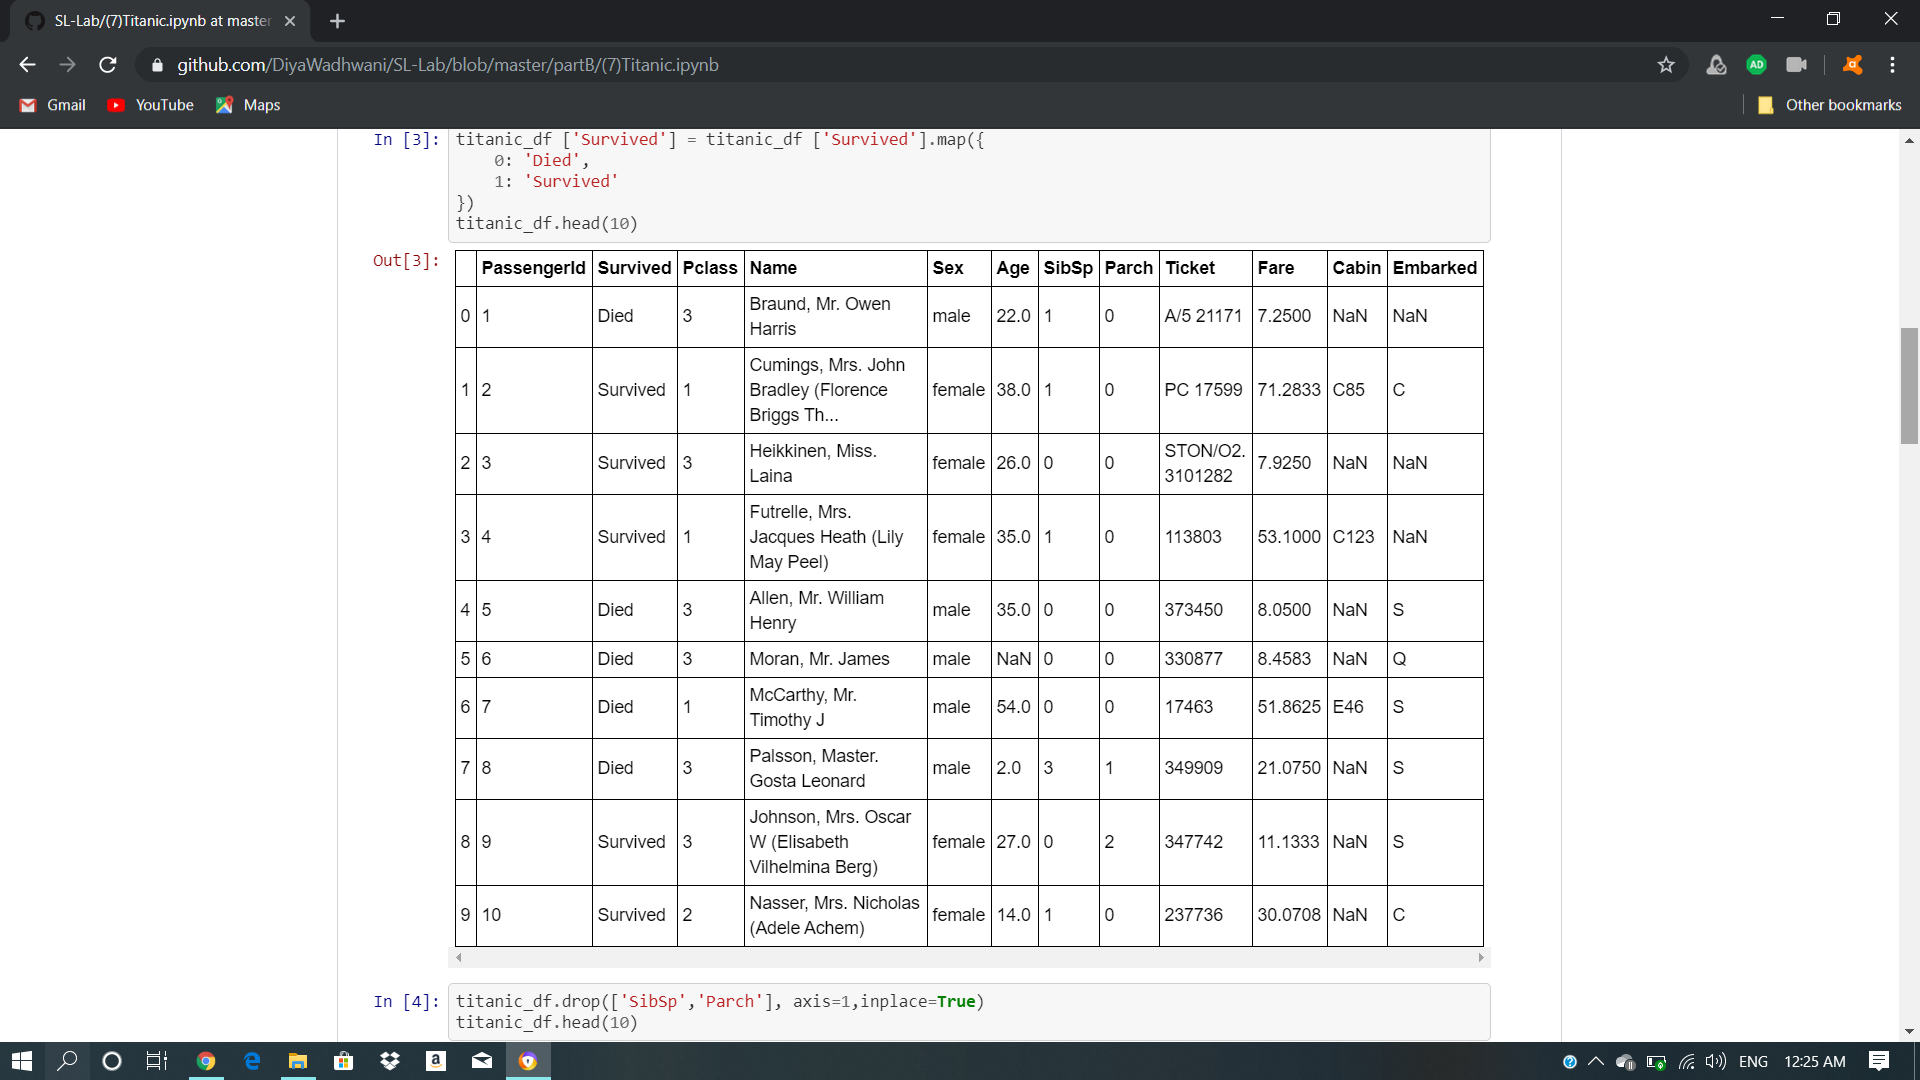 SL-Lab/(7)Titanic.ipynb at master
github.com/DiyaWadhwani/SL-Lab/blob/master/partB/(7)Titanic.ipynb
AD
Gmail YouTube Maps Other bookmarks
In [3]: titanic_df ['Survived'] = titanic_df ['Survived'].map({
0: 'Died',
1: 'Survived'
})
titanic_df.head(10)
Out[3]:
PassengerId Survived Pclass Name Sex Age SibSp Parch Ticket Fare Cabin Embarked
0 1 Died 3 Braund, Mr. Owen Harris male 22.0 1 0 A/5 21171 7.2500 NaN NaN
1 2 Survived 1 Cumings, Mrs. John Bradley (Florence Briggs Th... female 38.0 1 0 PC 17599 71.2833 C85 C
2 3 Survived 3 Heikkinen, Miss. Laina female 26.0 0 0 STON/O2. 3101282 7.9250 NaN NaN
3 4 Survived 1 Futrelle, Mrs. Jacques Heath (Lily May Peel) female 35.0 1 0 113803 53.1000 C123 NaN
4 5 Died 3 Allen, Mr. William Henry male 35.0 0 0 373450 8.0500 NaN S
5 6 Died 3 Moran, Mr. James male NaN 0 0 330877 8.4583 NaN Q
6 7 Died 1 McCarthy, Mr. Timothy J male 54.0 0 0 17463 51.8625 E46 S
7 8 Died 3 Palsson, Master. Gosta Leonard male 2.0 3 1 349909 21.0750 NaN S
8 9 Survived 3 Johnson, Mrs. Oscar W (Elisabeth Vilhelmina Berg) female 27.0 0 2 347742 11.1333 NaN S
9 10 Survived 2 Nasser, Mrs. Nicholas (Adele Achem) female 14.0 1 0 237736 30.0708 NaN C
In [4]: titanic_df.drop(['SibSp','Parch'], axis=1,inplace=True)
titanic_df.head(10)
ENG 12:25 AM